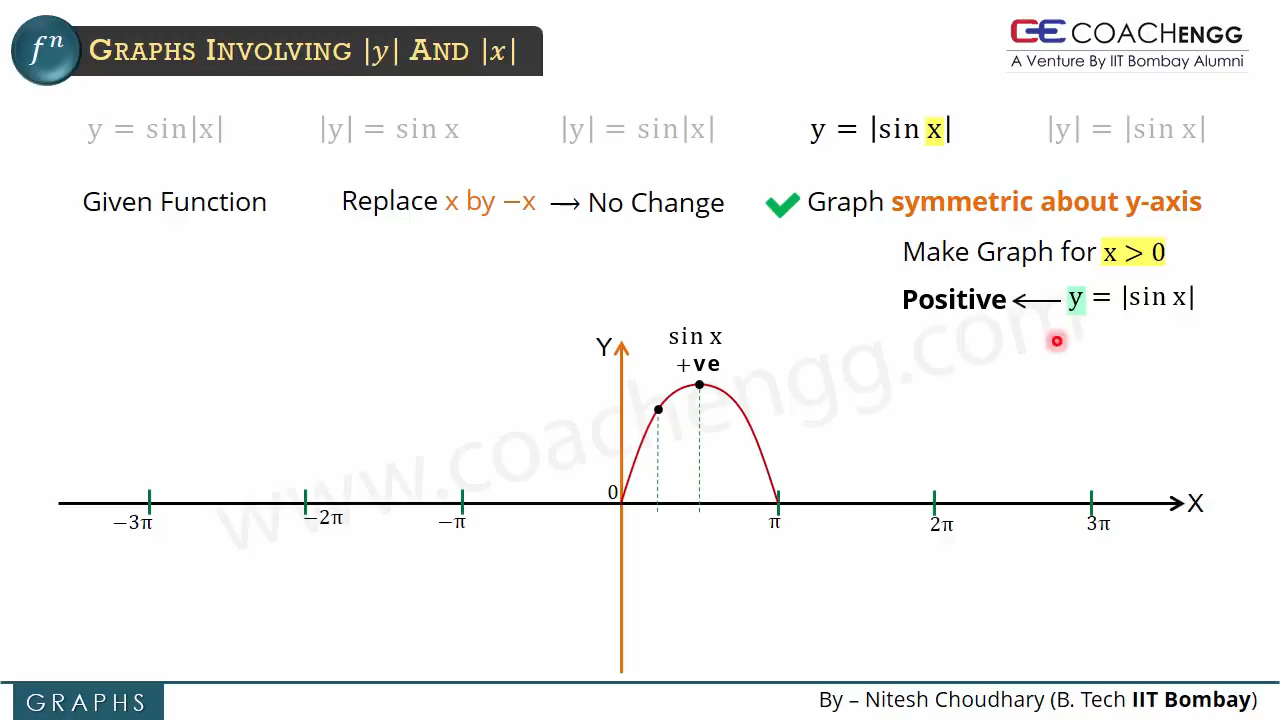 fⁿ GRAPHS INVOLVING |y| AND |x|
CE COACHENGG
A Venture By IIT Bombay Alumni
y = sin|x|
|y| = sin x
|y| = sin|x|
y = |sin x|
|y| = |sin x|
Given Function
Replace x by −x → No Change
Graph symmetric about y-axis
Make Graph for x > 0
Positive ← y = |sin x|
www.coachengg.com
sin x
+ve
Y
0
X
−3π
−2π
−π
π
2π
3π
GRAPHS
By – Nitesh Choudhary (B. Tech IIT Bombay)